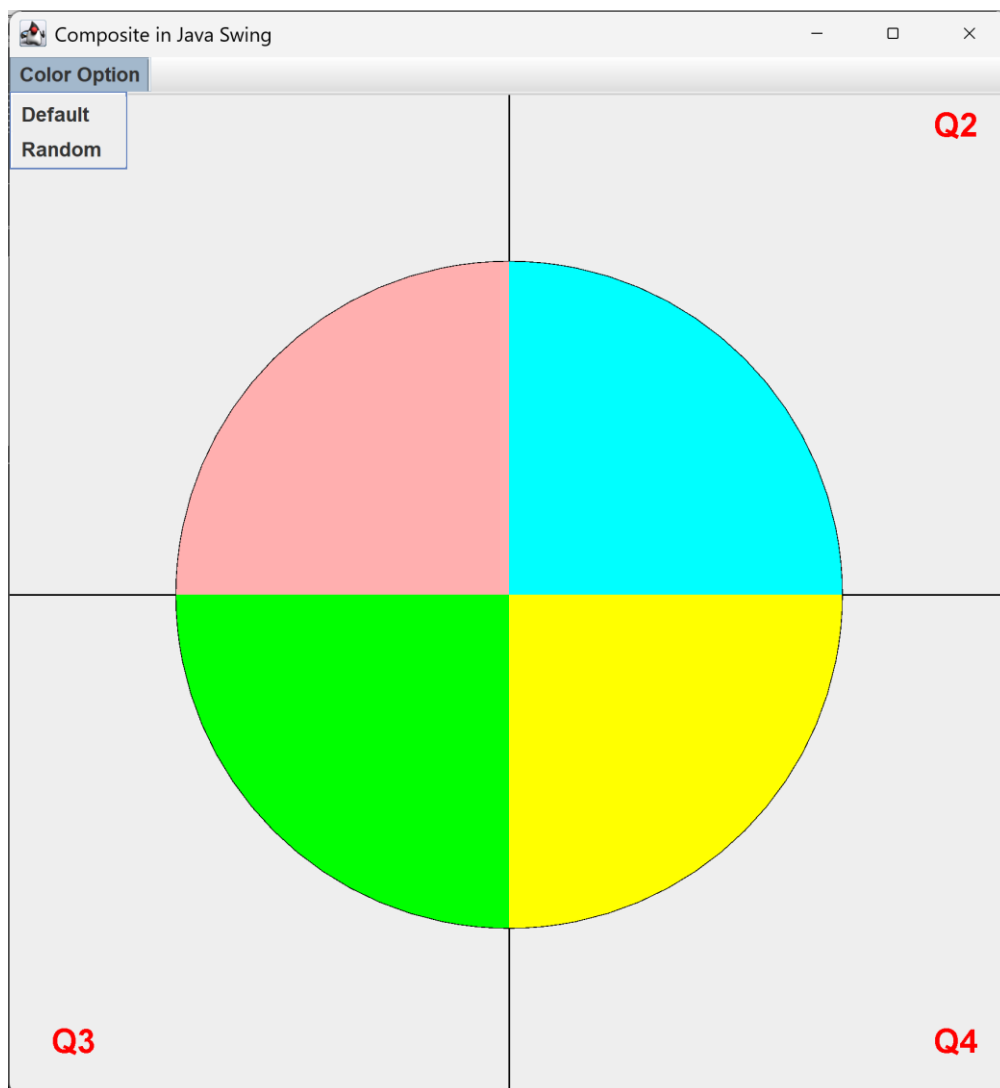 Composite in Java Swing
Color Option
Default
Random
Q2
Q3
Q4